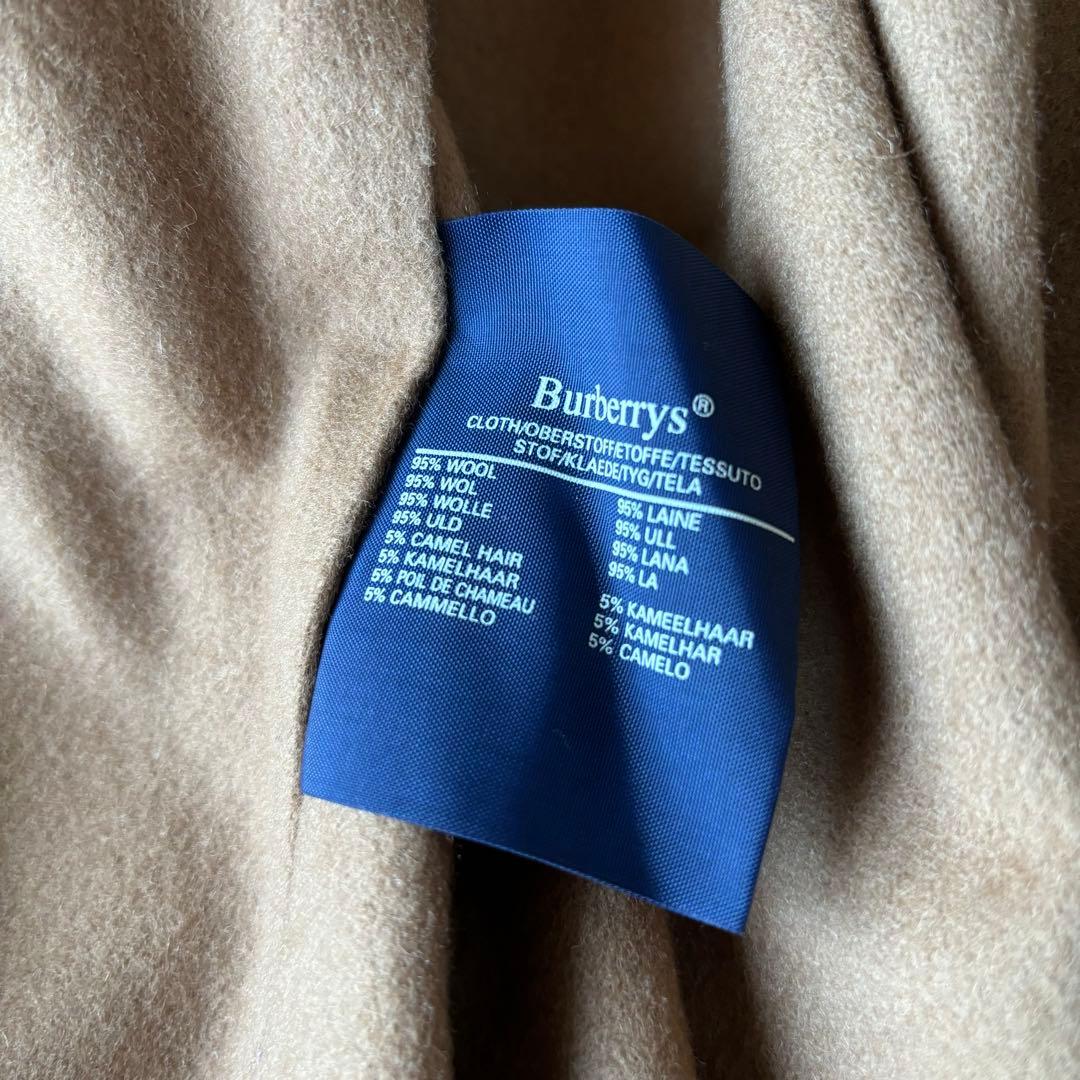 Burberrys®
CLOTH/OBERSTOFF/ETOFFE/TESSUTO
STOF/KLAEDE/TYG/TELA
95% WOOL
95% WOL
95% WOLLE
95% ULD
5% CAMEL HAIR
5% KAMELHAAR
5% POIL DE CHAMEAU
5% CAMMELLO
95% LAINE
95% ULL
95% LANA
95% LA
5% KAMEELHAAR
5% KAMELHAR
5% CAMELO